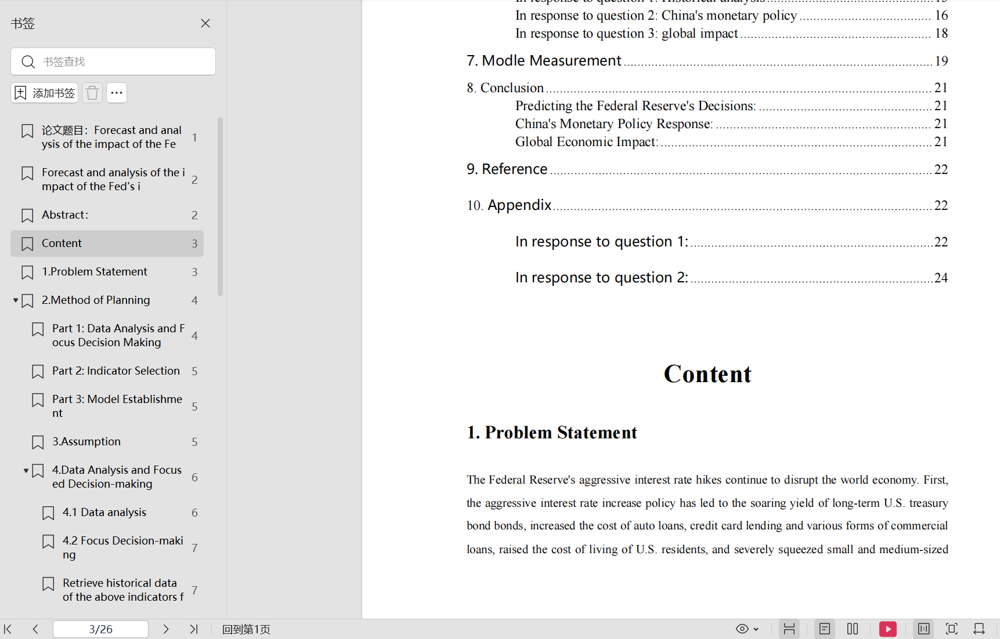 书签
书签查找
添加书签
论文题目：Forecast and anal
ysis of the impact of the Fe
1
Forecast and analysis of the i
mpact of the Fed's i
2
Abstract：
2
Content
3
1.Problem Statement
3
2.Method of Planning
4
Part 1: Data Analysis and F
ocus Decision Making
4
Part 2: Indicator Selection
5
Part 3: Model Establishme
nt
5
3.Assumption
5
4.Data Analysis and Focus
ed Decision-making
6
4.1 Data analysis
6
4.2 Focus Decision-maki
ng
7
Retrieve historical data
of the above indicators f
7
In response to question 1: Historical analysis 15
In response to question 2: China's monetary policy 16
In response to question 3: global impact 18
7. Modle Measurement 19
8. Conclusion 21
Predicting the Federal Reserve's Decisions: 21
China's Monetary Policy Response: 21
Global Economic Impact: 21
9. Reference 22
10. Appendix 22
In response to question 1: 22
In response to question 2: 24
Content
1. Problem Statement
The Federal Reserve's aggressive interest rate hikes continue to disrupt the world economy. First,
the aggressive interest rate increase policy has led to the soaring yield of long-term U.S. treasury
bond bonds, increased the cost of auto loans, credit card lending and various forms of commercial
loans, raised the cost of living of U.S. residents, and severely squeezed small and medium-sized
3/26
回到第1页